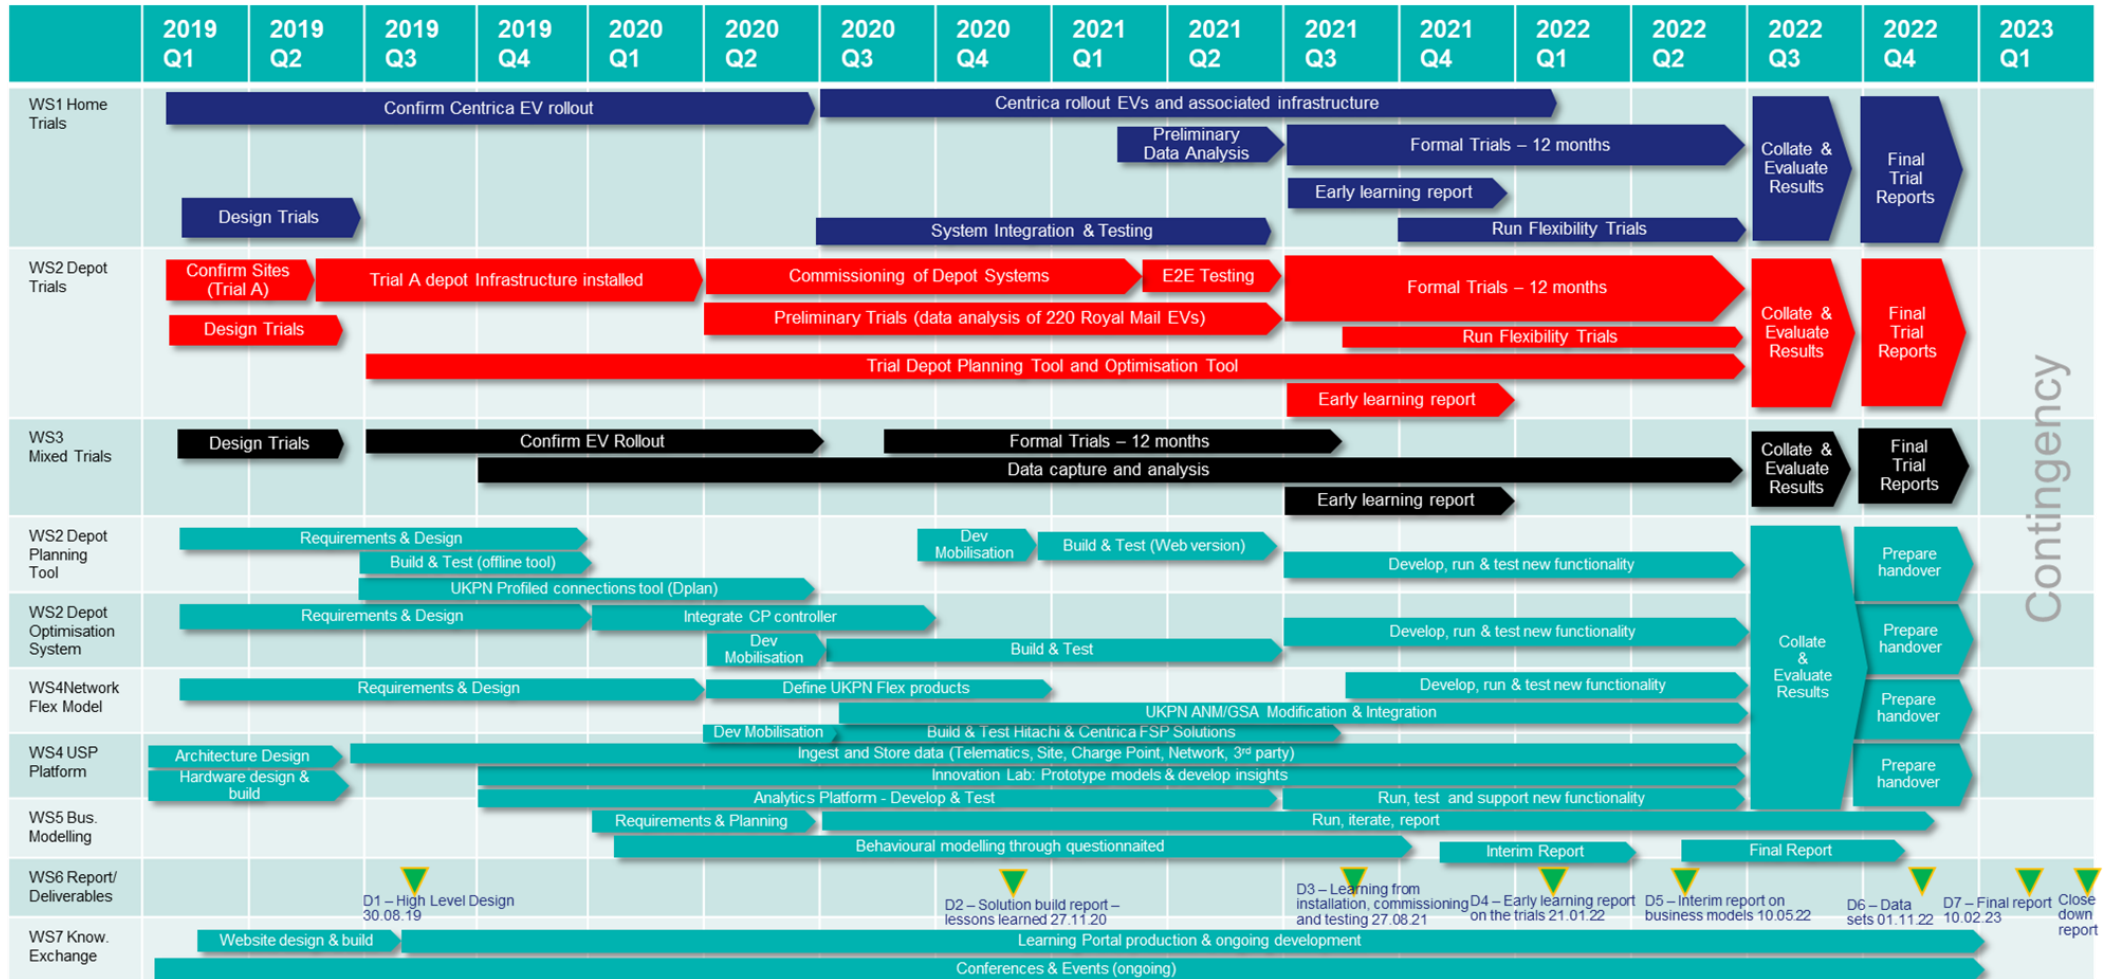 2019 Q1
2019 Q2
2019 Q3
2019 Q4
2020 Q1
2020 Q2
2020 Q3
2020 Q4
2021 Q1
2021 Q2
2021 Q3
2021 Q4
2022 Q1
2022 Q2
2022 Q3
2022 Q4
2023 Q1
WS1 Home
Trials
Confirm Centrica EV rollout
Centrica rollout EVs and associated infrastructure
Preliminary
Data Analysis
Formal Trials – 12 months
Early learning report
Design Trials
System Integration & Testing
Run Flexibility Trials
Collate &
Evaluate
Results
Final
Trial
Reports
WS2 Depot
Trials
Confirm Sites
(Trial A)
Trial A depot Infrastructure installed
Commissioning of Depot Systems
E2E Testing
Formal Trials – 12 months
Design Trials
Preliminary Trials (data analysis of 220 Royal Mail EVs)
Run Flexibility Trials
Trial Depot Planning Tool and Optimisation Tool
Early learning report
Collate &
Evaluate
Results
Final
Trial
Reports
WS3
Mixed Trials
Design Trials
Confirm EV Rollout
Formal Trials – 12 months
Data capture and analysis
Early learning report
Collate &
Evaluate
Results
Final
Trial
Reports
WS2 Depot
Planning
Tool
Requirements & Design
Build & Test (offline tool)
UKPN Profiled connections tool (Dplan)
Dev
Mobilisation
Build & Test (Web version)
Develop, run & test new functionality
Prepare
handover
WS2 Depot
Optimisation
System
Requirements & Design
Integrate CP controller
Dev
Mobilisation
Build & Test
Develop, run & test new functionality
Collate
&
Evaluate
Results
Prepare
handover
WS4Network
Flex Model
Requirements & Design
Define UKPN Flex products
Develop, run & test new functionality
UKPN ANM/GSA Modification & Integration
Dev Mobilisation
Build & Test Hitachi & Centrica FSP Solutions
Prepare
handover
WS4 USP
Platform
Architecture Design
Hardware design &
build
Ingest and Store data (Telematics, Site, Charge Point, Network, 3rd party)
Innovation Lab: Prototype models & develop insights
Analytics Platform - Develop & Test
Run, test and support new functionality
Prepare
handover
WS5 Bus.
Modelling
Requirements & Planning
Run, iterate, report
Behavioural modelling through questionnaited
Interim Report
Final Report
WS6 Report/
Deliverables
D1 – High Level Design
30.08.19
D2 – Solution build report –
lessons learned 27.11.20
D3 – Learning from
installation, commissioning
and testing 27.08.21
D4 – Early learning report
on the trials 21.01.22
D5 – Interim report on
business models 10.05.22
D6 – Data
sets 01.11.22
D7 – Final report
10.02.23
Close
down
report
WS7 Know.
Exchange
Website design & build
Learning Portal production & ongoing development
Conferences & Events (ongoing)
Contingency